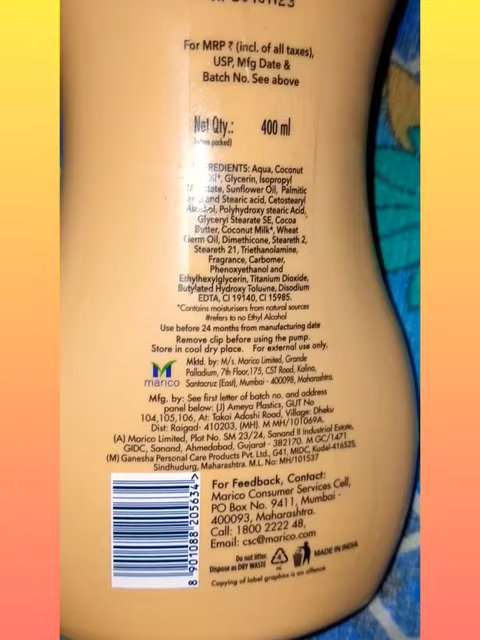 For MRP ₹ (incl. of all taxes),
USP, Mfg Date &
Batch No. See above
Net Qty.: 400 ml
(when packed)
REDIENTS: Aqua, Coconut
Oil*, Glycerin, Isopropyl
tate, Sunflower Oil, Palmitic
and Stearic acid, Cetostearyl
Alcohol, Polyhydroxy stearic Acid,
Glyceryl Stearate SE, Cocoa
Butter, Coconut Milk*, Wheat
Germ Oil, Dimethicone, Steareth 2,
Steareth 21, Triethanolamine,
Fragrance, Carbomer,
Phenoxyethanol and
Ethylhexylglycerin, Titanium Dioxide,
Butylated Hydroxy Toluene, Disodium
EDTA, CI 19140, CI 15985.
*Contains moisturisers from natural sources
#refers to no Ethyl Alcohol
Use before 24 months from manufacturing date
Remove clip before using the pump.
Store in cool dry place. For external use only.
marico
Mktd. by: M/s. Marico Limited, Grande
Palladium, 7th Floor, 175, CST Road, Kalina,
Santacruz (East), Mumbai - 400098, Maharashtra.
Mfg. by: See first letter of batch no. and address
panel below: (J) Ameya Plastics, GUT No
104,105,106, At: Takai Adoshi Road, Village: Dheku
Dist: Raigad- 410203, (MH). M MH/101069A.
(A) Marico Limited, Plot No. SM 23/24, Sanand II Industrial Estate,
GIDC, Sanand, Ahmedabad, Gujarat - 382170. M GC/1471
(M) Ganesha Personal Care Products Pvt. Ltd., G41, MIDC, Kudal-416525,
Sindhudurg, Maharashtra. M.L. No: MH/101537
8 901088 205634>
For Feedback, Contact:
Marico Consumer Services Cell,
PO Box No. 9411, Mumbai -
400093, Maharashtra.
Call: 1800 2222 48,
Email: csc@marico.com
Do not litter.
Dispose as DRY WASTE
MADE IN INDIA
Copying of label graphics is an offence